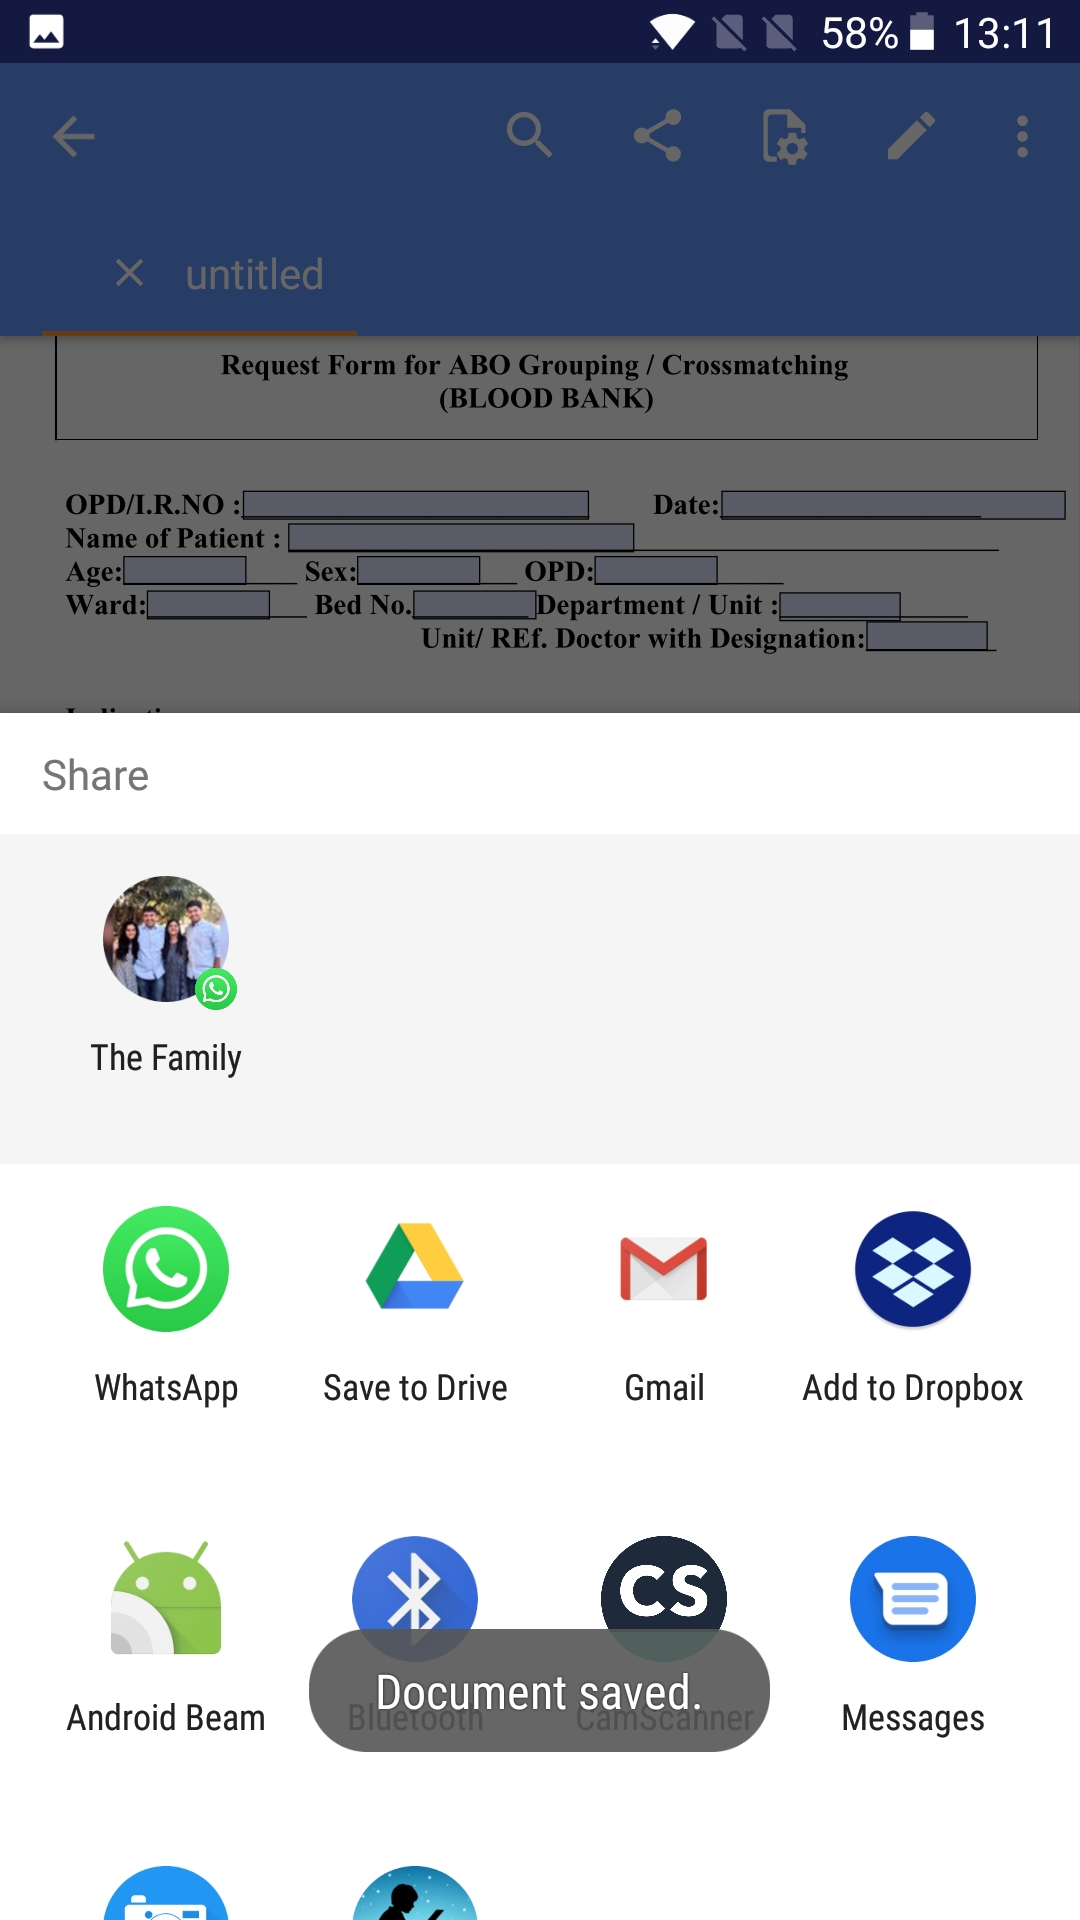 58% 13:11
untitled
Request Form for ABO Grouping / Crossmatching
(BLOOD BANK)
OPD/I.R.NO : Date:
Name of Patient :
Age: Sex: OPD:
Ward: Bed No. Department / Unit :
Unit/ REf. Doctor with Designation:
Share
The Family
WhatsApp Save to Drive Gmail Add to Dropbox
CS
Document saved.
Android Beam Bluetooth CamScanner Messages